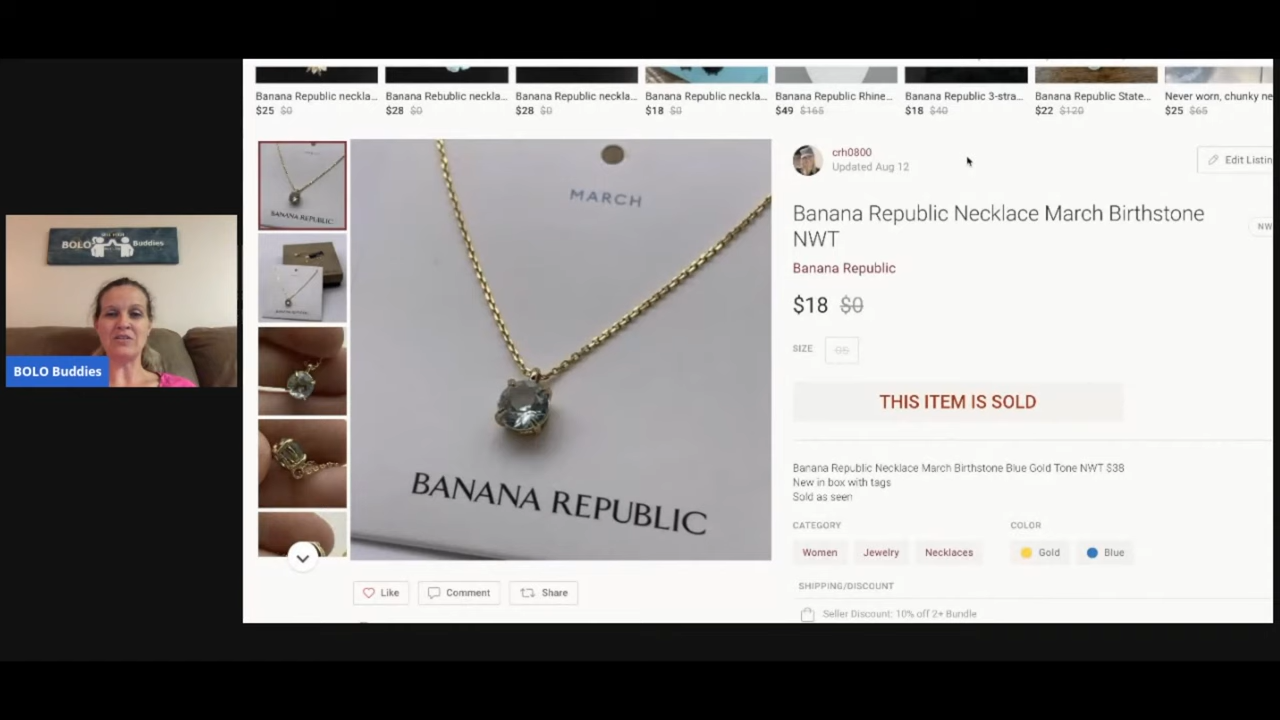 Banana Republic neckla...
$25 $0
Banana Rebublic neckla...
$28 $0
Banana Republic neckla...
$28 $0
Banana Republic neckla...
$18 $0
Banana Republic Rhine...
$49 $165
Banana Republic 3-stra...
$18 $40
Banana Republic State...
$22 $120
Never worn, chunky ne
$25 $65
BANANA REPUBLIC
MARCH
BANANA REPUBLIC
crh0800
Updated Aug 12
Edit Listin
Banana Republic Necklace March Birthstone
NWT
NW
Banana Republic
$18 $0
SIZE
OS
THIS ITEM IS SOLD
Banana Republic Necklace March Birthstone Blue Gold Tone NWT $38
New in box with tags
Sold as seen
CATEGORY
COLOR
Women
Jewelry
Necklaces
Gold
Blue
SHIPPING/DISCOUNT
Seller Discount: 10% off 2+ Bundle
Like
Comment
Share
BOLO Buddies
BOLO Buddies